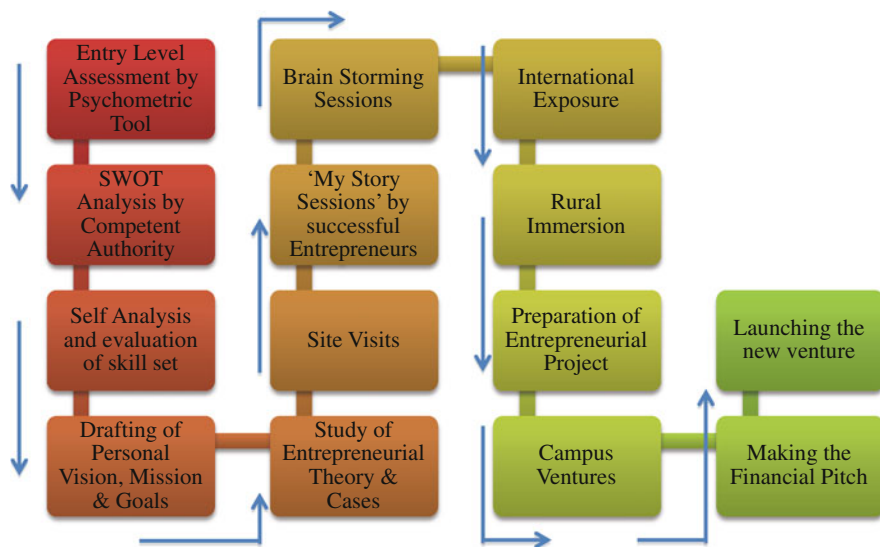 Entry Level
Assessment by
Psychometric
Tool
SWOT
Analysis by
Competent
Authority
Self Analysis
and evaluation
of skill set
Drafting of
Personal
Vision, Mission
& Goals
Study of
Entrepreneurial
Theory &
Cases
Site Visits
‘My Story
Sessions’ by
successful
Entrepreneurs
Brain Storming
Sessions
International
Exposure
Rural
Immersion
Preparation of
Entrepreneurial
Project
Campus
Ventures
Making the
Financial Pitch
Launching the
new venture